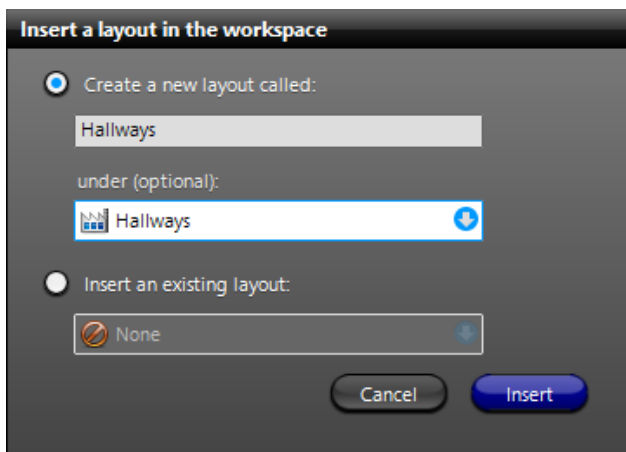 Insert a layout in the workspace
Create a new layout called:
Hallways
under (optional):
Hallways
Insert an existing layout:
None
Cancel Insert